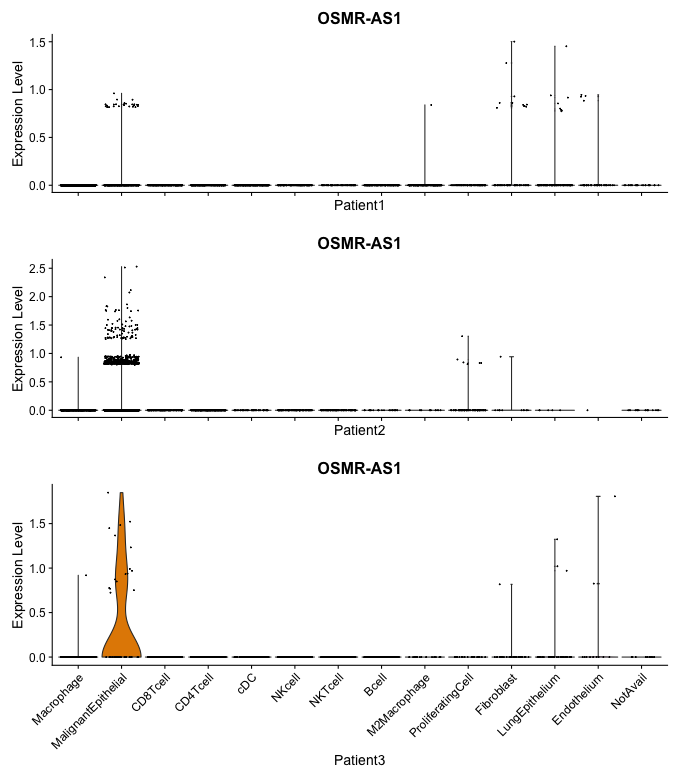 OSMR-AS1
Expression Level
1.5
1.0
0.5
0.0
Patient1
OSMR-AS1
Expression Level
2.5
2.0
1.5
1.0
0.5
0.0
Patient2
OSMR-AS1
Expression Level
1.5
1.0
0.5
0.0
Macrophage
MalignantEpithelial
CD8Tcell
CD4Tcell
cDC
NKcell
NKTcell
Bcell
M2Macrophage
ProliferatingCell
Fibroblast
LungEpithelium
Endothelium
NotAvail
Patient3